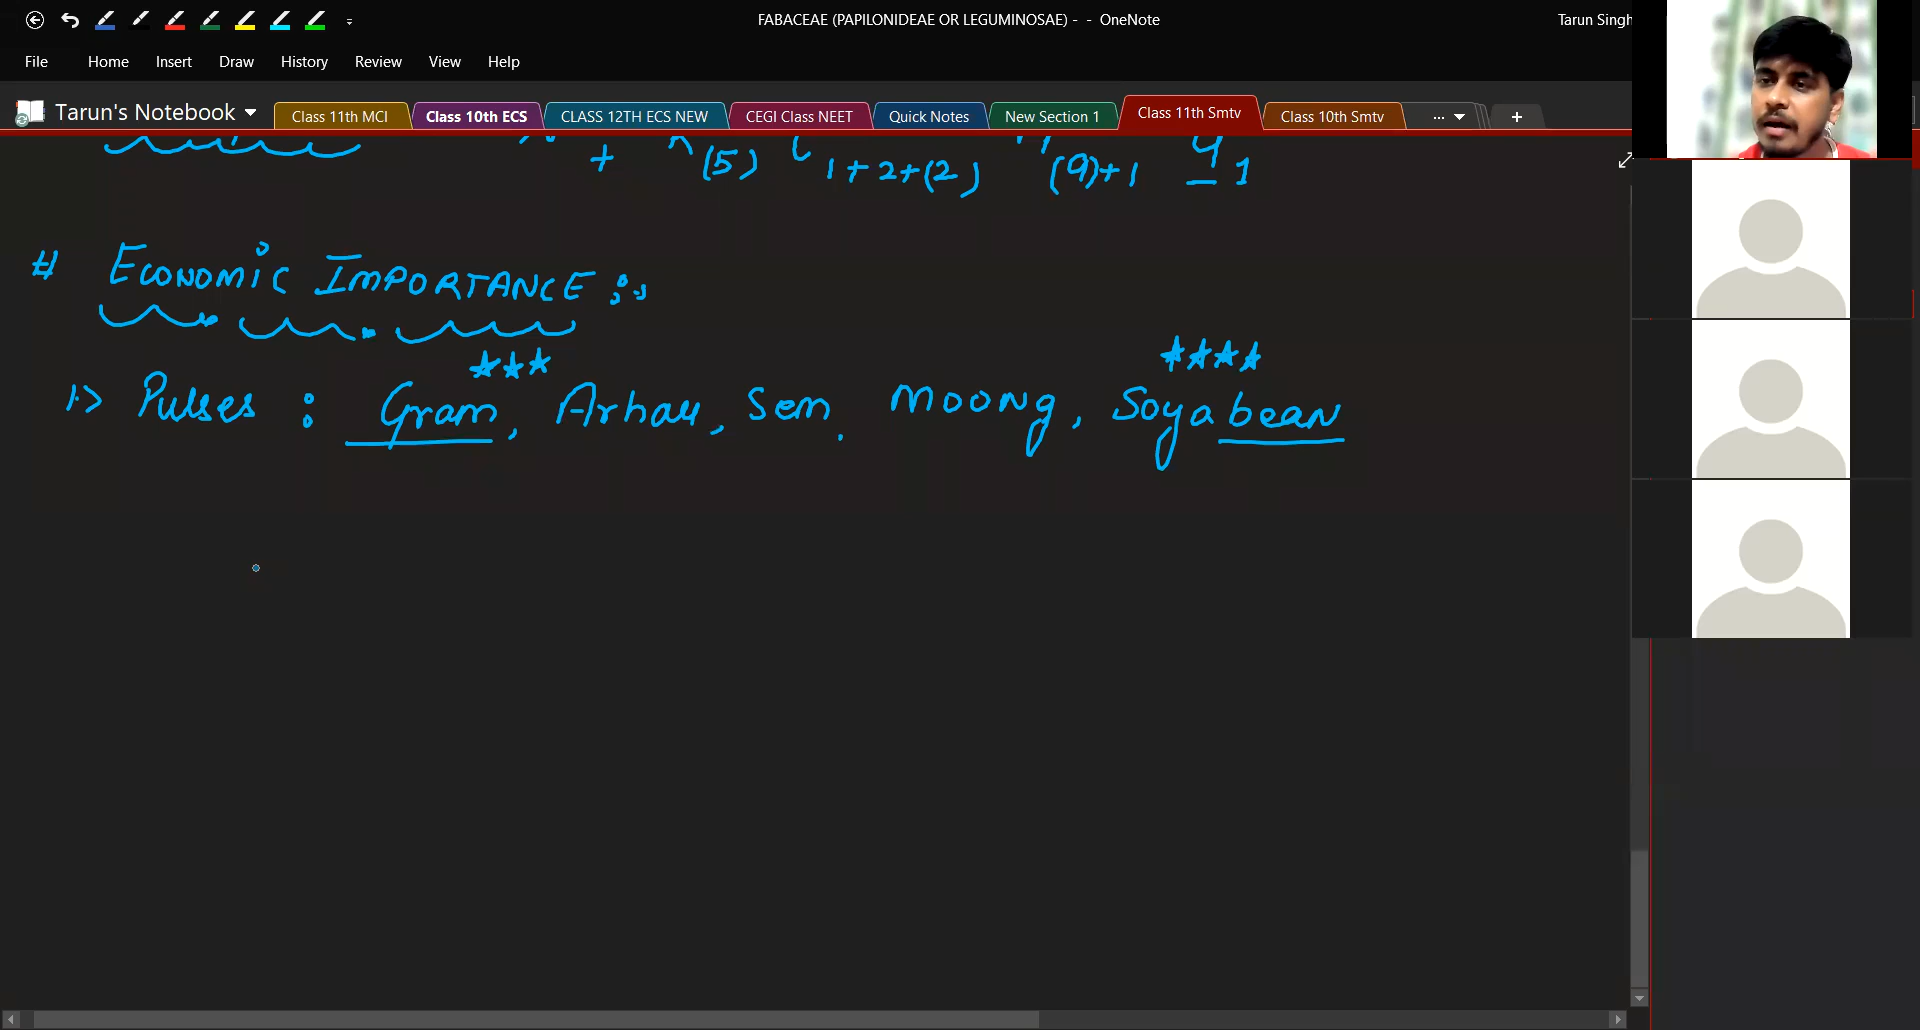 FABACEAE (PAPILONIDEAE OR LEGUMINOSAE) - - OneNote
Tarun Singh
File Home Insert Draw History Review View Help
Tarun's Notebook
Class 11th MCI Class 10th ECS CLASS 12TH ECS NEW CEGI Class NEET Quick Notes New Section 1 Class 11th Smtv Class 10th Smtv ... +
+ (5) 1+2+(2) (9)+1 1
# ECONOMIC IMPORTANCE :-
1.> Pulses : Gram, Arhar, Sem, Moong, Soyabean